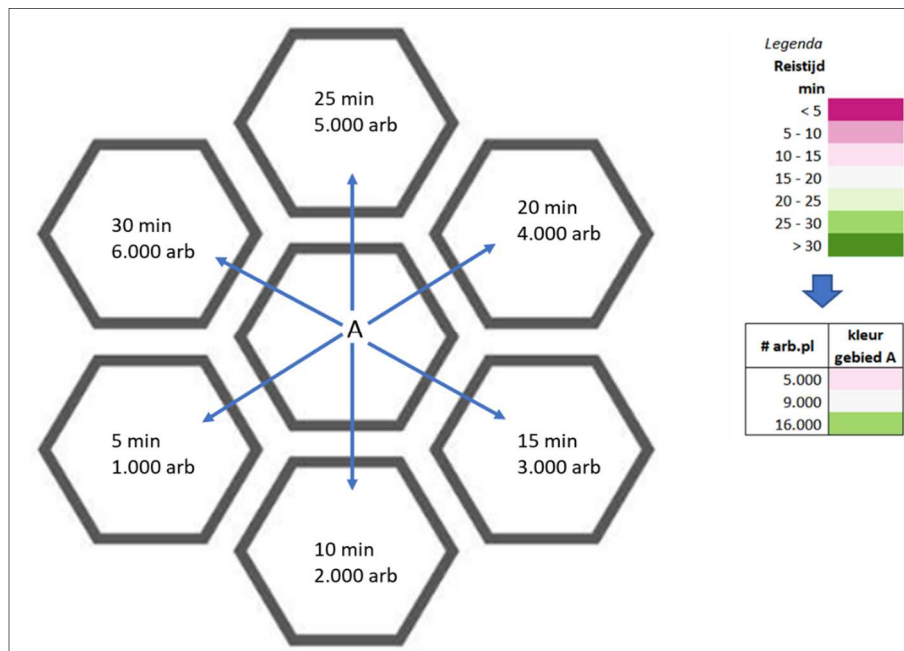 25 min
5.000 arb
30 min
6.000 arb
20 min
4.000 arb
A
5 min
1.000 arb
15 min
3.000 arb
10 min
2.000 arb
Legenda
Reistijd
min
< 5
5 - 10
10 - 15
15 - 20
20 - 25
25 - 30
> 30
# arb.pl kleur
gebied A
5.000
9.000
16.000